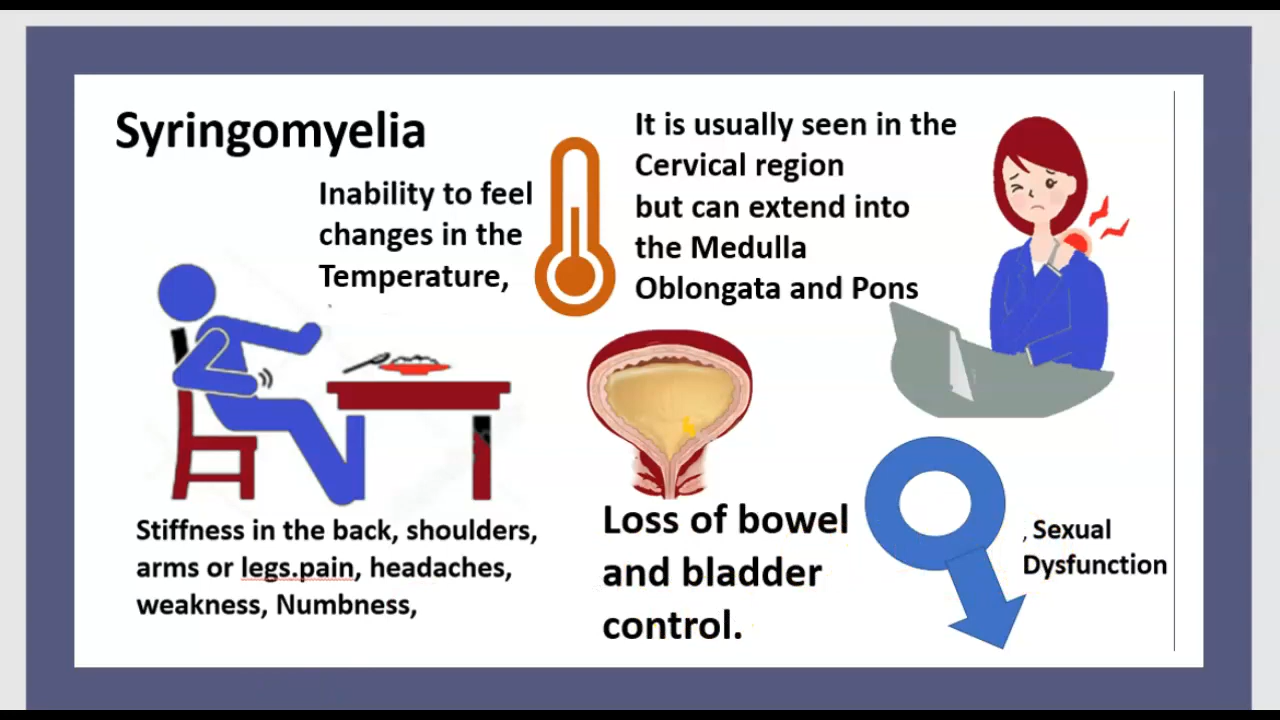 Syringomyelia
Inability to feel
changes in the
Temperature,
It is usually seen in the
Cervical region
but can extend into
the Medulla
Oblongata and Pons
Stiffness in the back, shoulders,
arms or legs.pain, headaches,
weakness, Numbness,
Loss of bowel
and bladder
control.
, Sexual
Dysfunction